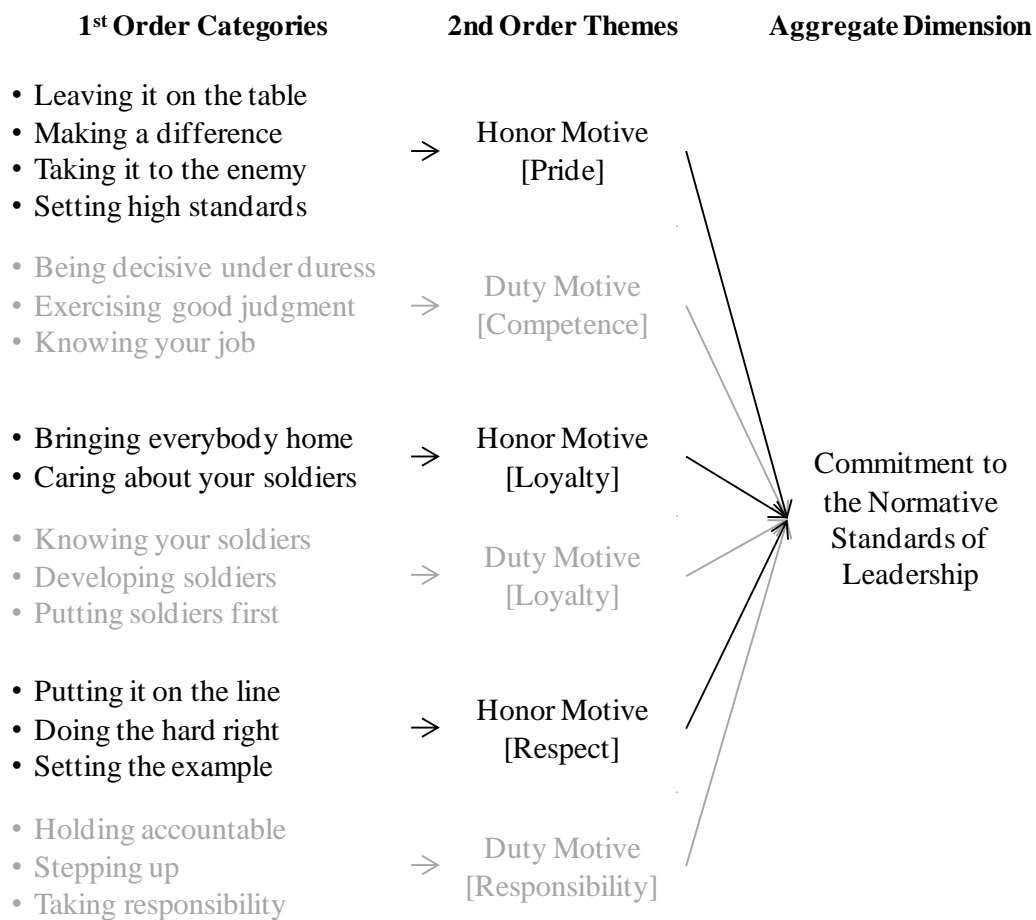 1st Order Categories 2nd Order Themes Aggregate Dimension
• Leaving it on the table
• Making a difference
• Taking it to the enemy
• Setting high standards
Honor Motive
[Pride]
• Being decisive under duress
• Exercising good judgment
• Knowing your job
Duty Motive
[Competence]
• Bringing everybody home
• Caring about your soldiers
Honor Motive
[Loyalty]
• Knowing your soldiers
• Developing soldiers
• Putting soldiers first
Duty Motive
[Loyalty]
• Putting it on the line
• Doing the hard right
• Setting the example
Honor Motive
[Respect]
• Holding accountable
• Stepping up
• Taking responsibility
Duty Motive
[Responsibility]
Commitment to
the Normative
Standards of
Leadership